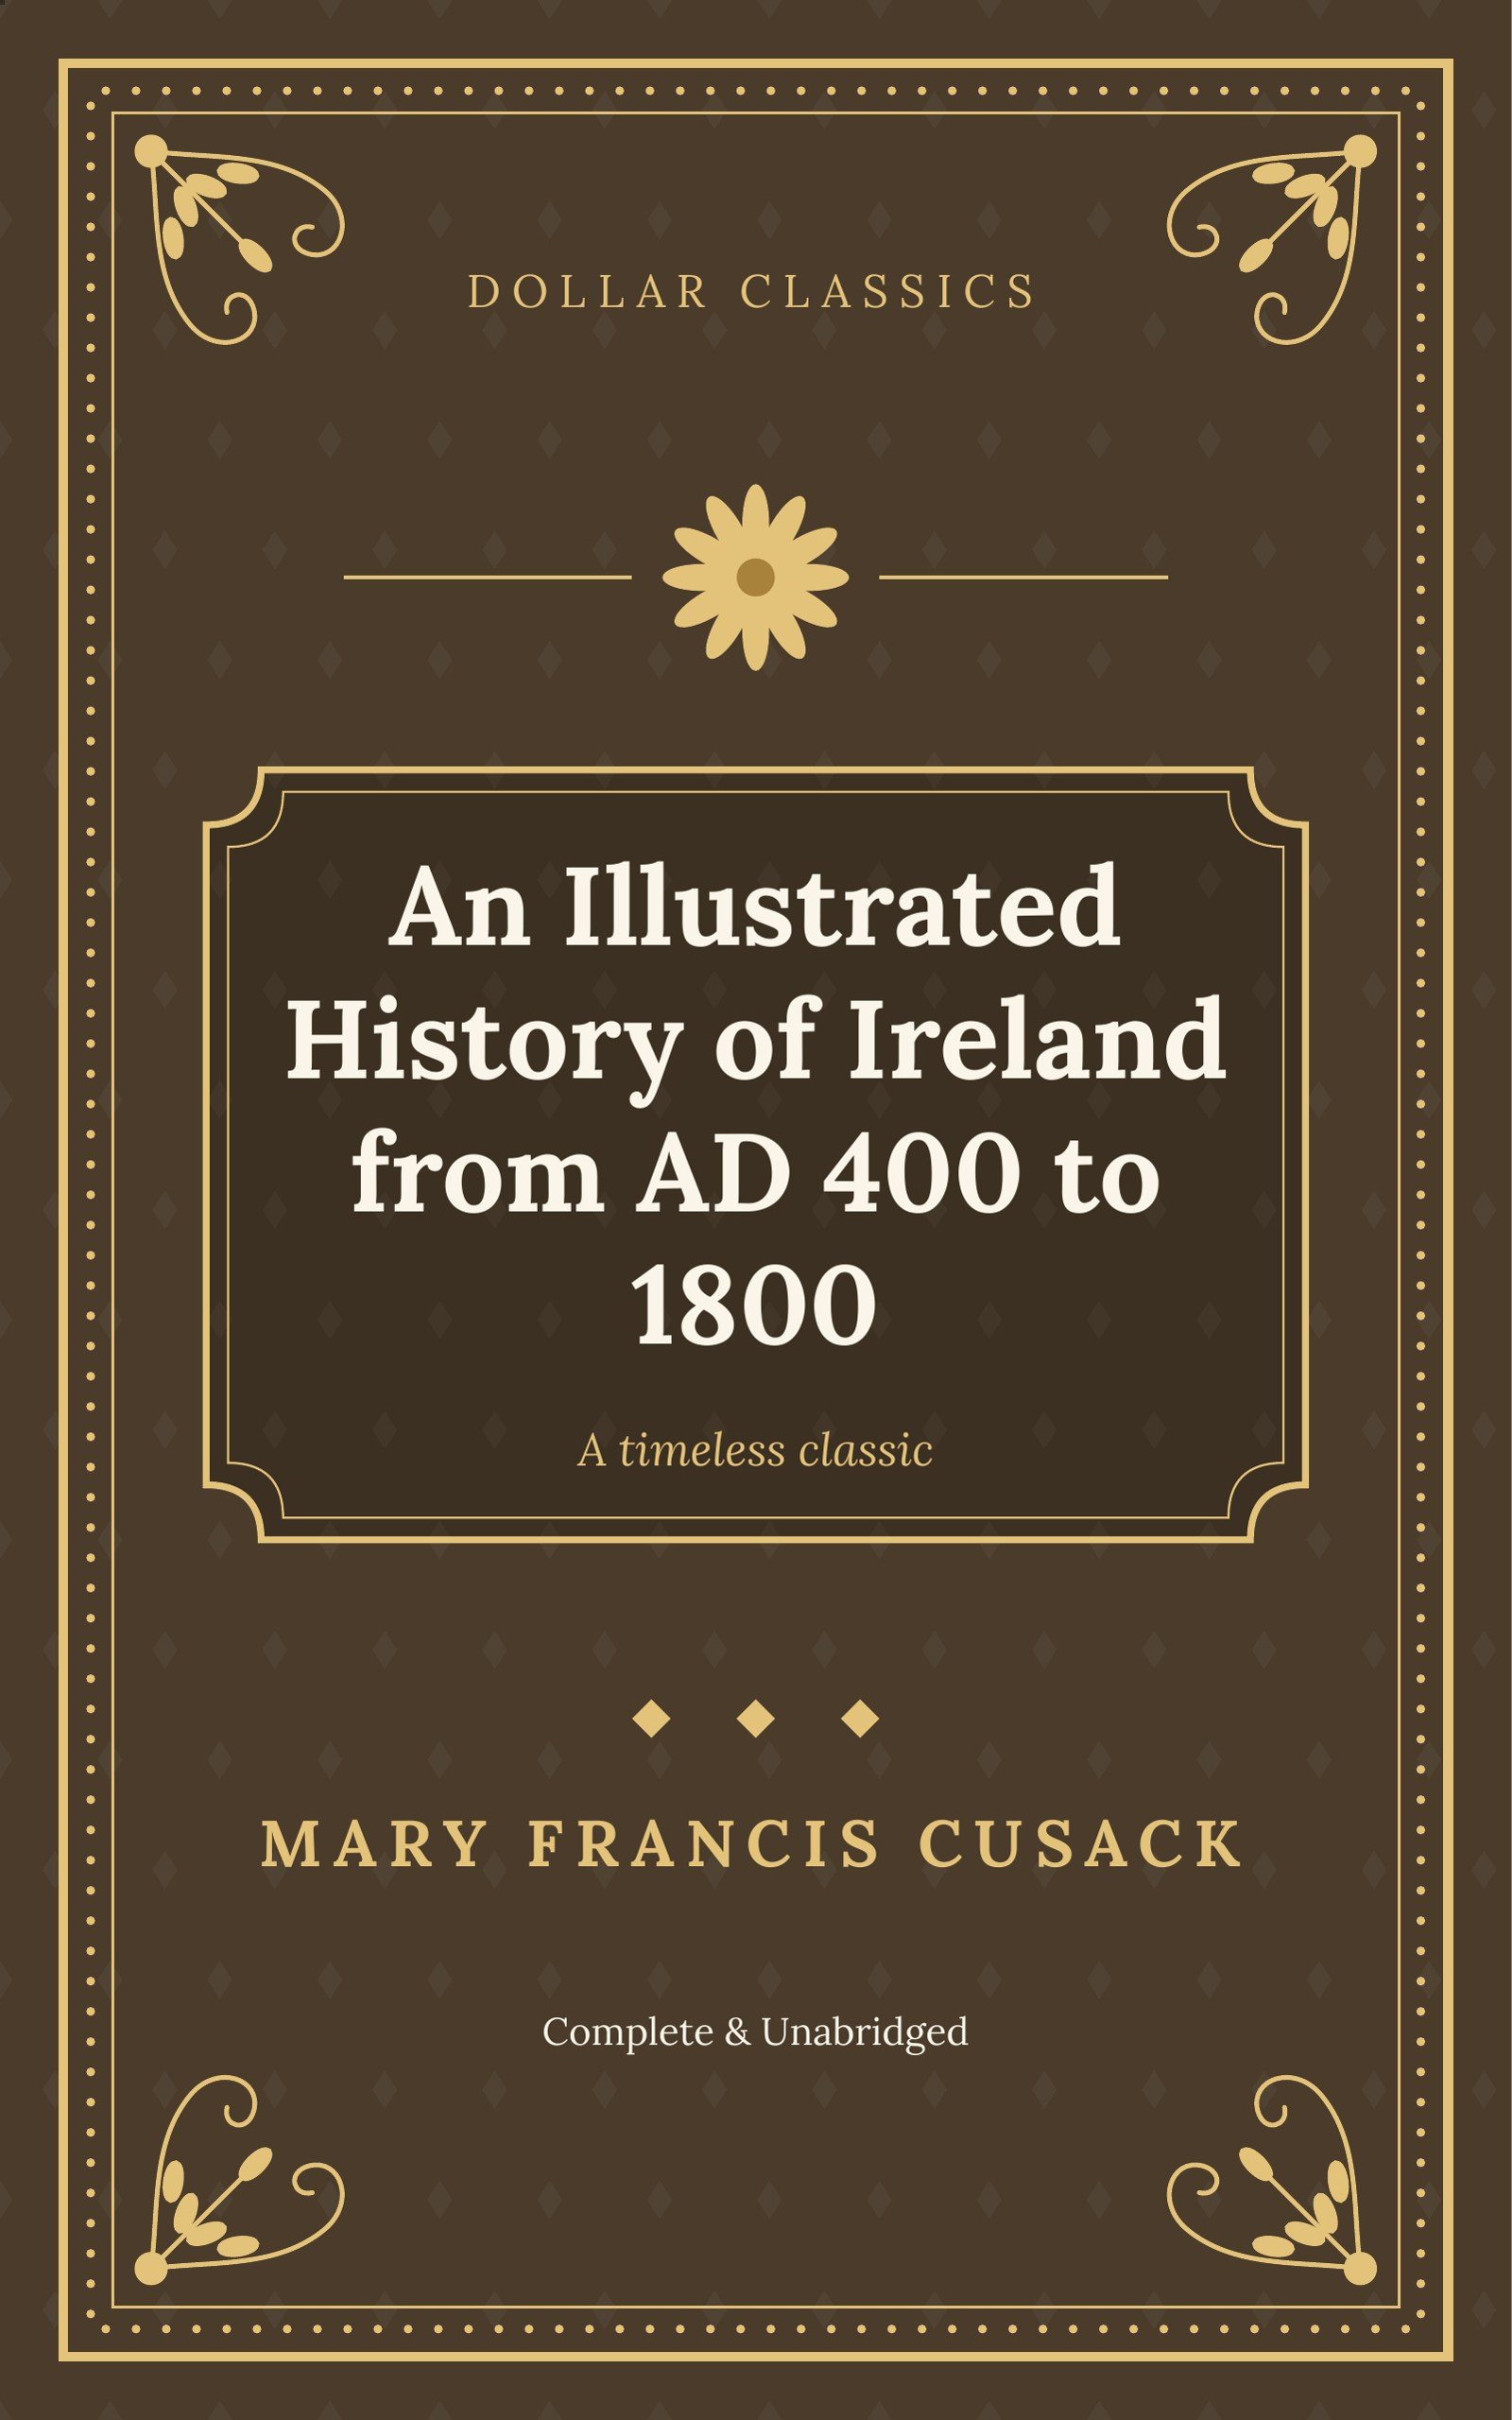 DOLLAR CLASSICS
An Illustrated
History of Ireland
from AD 400 to
1800
A timeless classic
MARY FRANCIS CUSACK
Complete & Unabridged